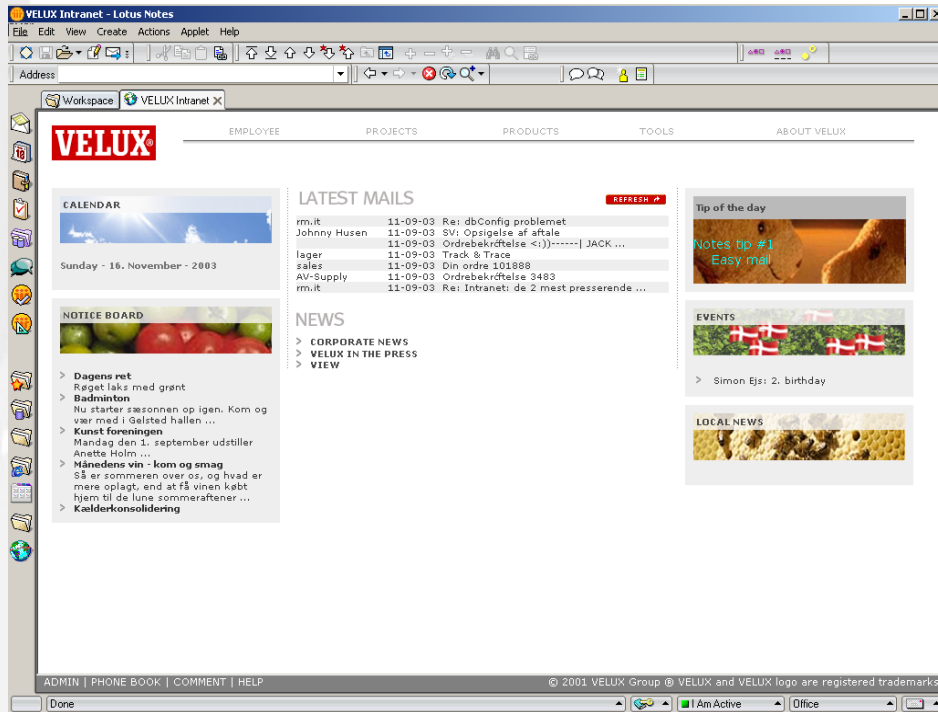 VELUX Intranet - Lotus Notes
File Edit View Create Actions Applet Help
Address
Workspace VELUX Intranet
VELUX®
EMPLOYEE PROJECTS PRODUCTS TOOLS ABOUT VELUX
CALENDAR
Sunday - 16. November - 2003
NOTICE BOARD
> Dagens ret
Røget laks med grønt
> Badminton
Nu starter sæsonnen op igen. Kom og
vær med i Gelsted hallen ...
> Kunst foreningen
Mandag den 1. september udstiller
Anette Holm ...
> Månedens vin - kom og smag
Så er sommeren over os, og hvad er
mere oplagt, end at få vinen købt
hjem til de lune sommeraftener ...
> Kælderkonsolidering
LATEST MAILS
REFRESH
rm.it 11-09-03 Re: dbConfig problemet
Johnny Husen 11-09-03 SV: Opsigelse af aftale
11-09-03 Ordrebekrćftelse <:))------| JACK ...
lager 11-09-03 Track & Trace
sales 11-09-03 Din ordre 101888
AV-Supply 11-09-03 Ordrebekrćftelse 3483
rm.it 11-09-03 Re: Intranet: de 2 mest presserende ...
NEWS
> CORPORATE NEWS
> VELUX IN THE PRESS
> VIEW
Tip of the day
Notes tip #1
Easy mail
EVENTS
> Simon Ejs: 2. birthday
LOCAL NEWS
ADMIN | PHONE BOOK | COMMENT | HELP
© 2001 VELUX Group ® VELUX and VELUX logo are registered trademarks
Done
I Am Active
Office